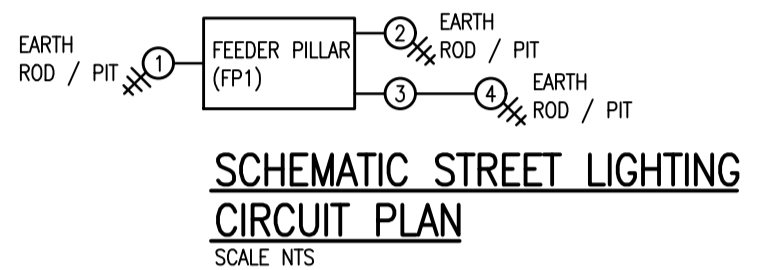 EARTH
ROD / PIT
1
FEEDER PILLAR
(FP1)
2
EARTH
ROD / PIT
3
4
EARTH
ROD / PIT
SCHEMATIC STREET LIGHTING
CIRCUIT PLAN
SCALE NTS